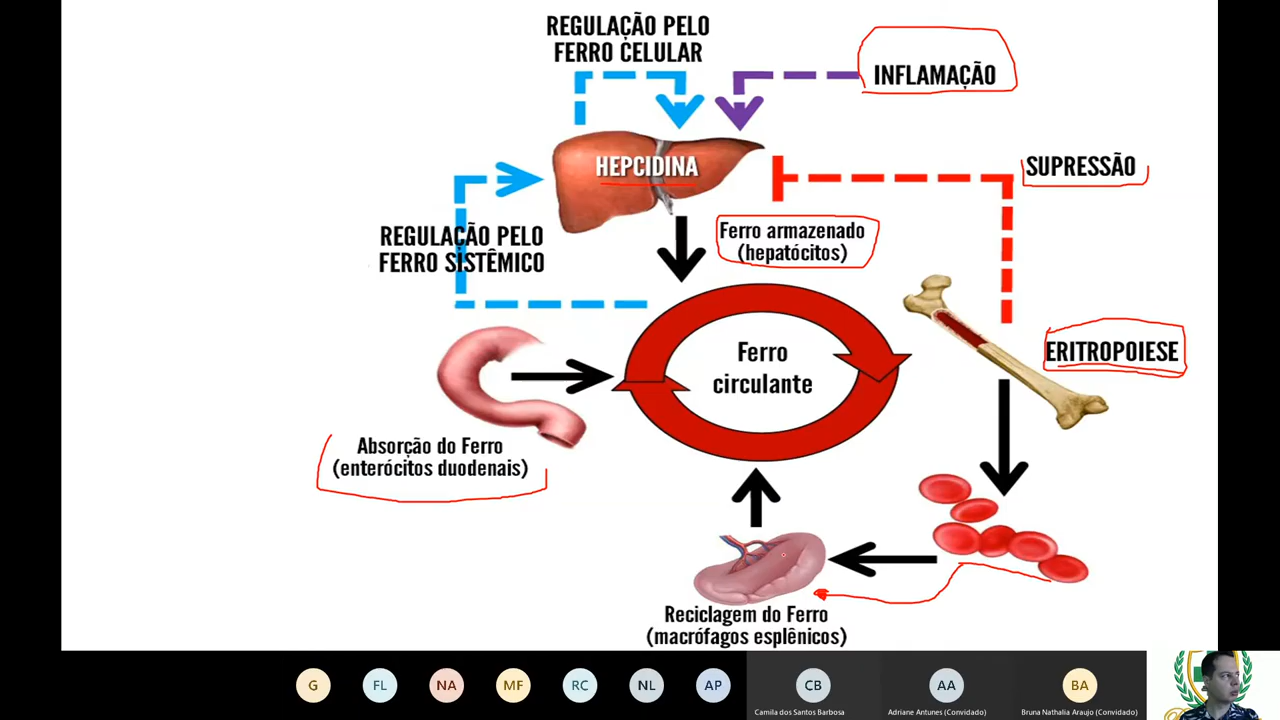 REGULAÇÃO PELO
FERRO CELULAR
INFLAMAÇÃO
HEPCIDINA
SUPRESSÃO
REGULAÇÃO PELO
FERRO SISTÊMICO
Ferro armazenado
(hepatócitos)
Ferro
circulante
ERITROPOIESE
Absorção do Ferro
(enterócitos duodenais)
Reciclagem do Ferro
(macrófagos esplênicos)
G
FL
NA
MF
RC
NL
AP
CB
AA
BA
Camila dos Santos Barbosa
Adriane Antunes (Convidado)
Bruna Nathalia Araujo (Convidado)